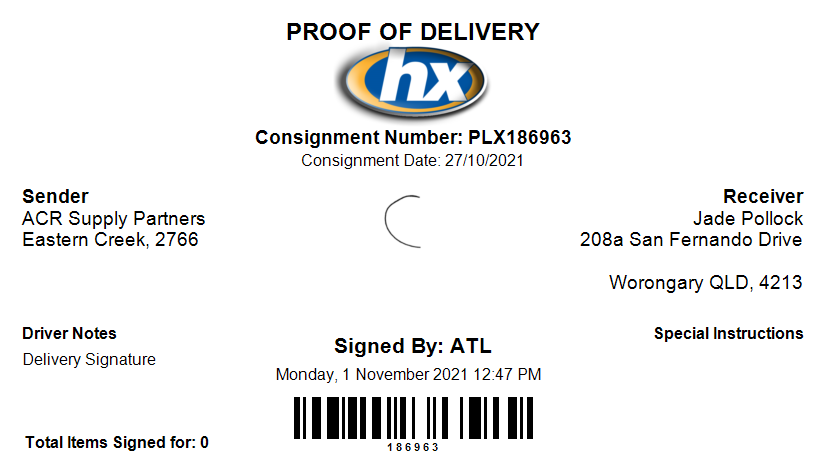 PROOF OF DELIVERY
hx
Consignment Number: PLX186963
Consignment Date: 27/10/2021
Sender
ACR Supply Partners
Eastern Creek, 2766
Receiver
Jade Pollock
208a San Fernando Drive
Worongary QLD, 4213
Driver Notes
Delivery Signature
Signed By: ATL
Monday, 1 November 2021 12:47 PM
Special Instructions
186963
Total Items Signed for: 0